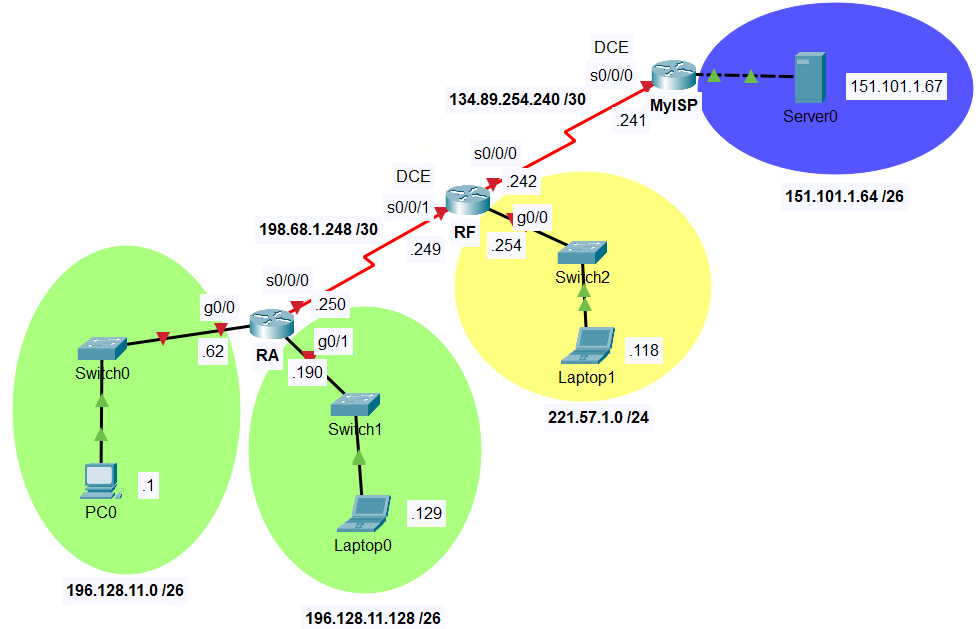 DCE
s0/0/0
MyISP
151.101.1.67
Server0
134.89.254.240 /30
.241
151.101.1.64 /26
s0/0/0
.242
DCE
s0/0/1
RF
g0/0
.254
198.68.1.248 /30
.249
Switch2
.118
Laptop1
221.57.1.0 /24
s0/0/0
.250
g0/0
.62
RA
g0/1
.190
Switch0
Switch1
.1
PC0
.129
Laptop0
196.128.11.0 /26
196.128.11.128 /26